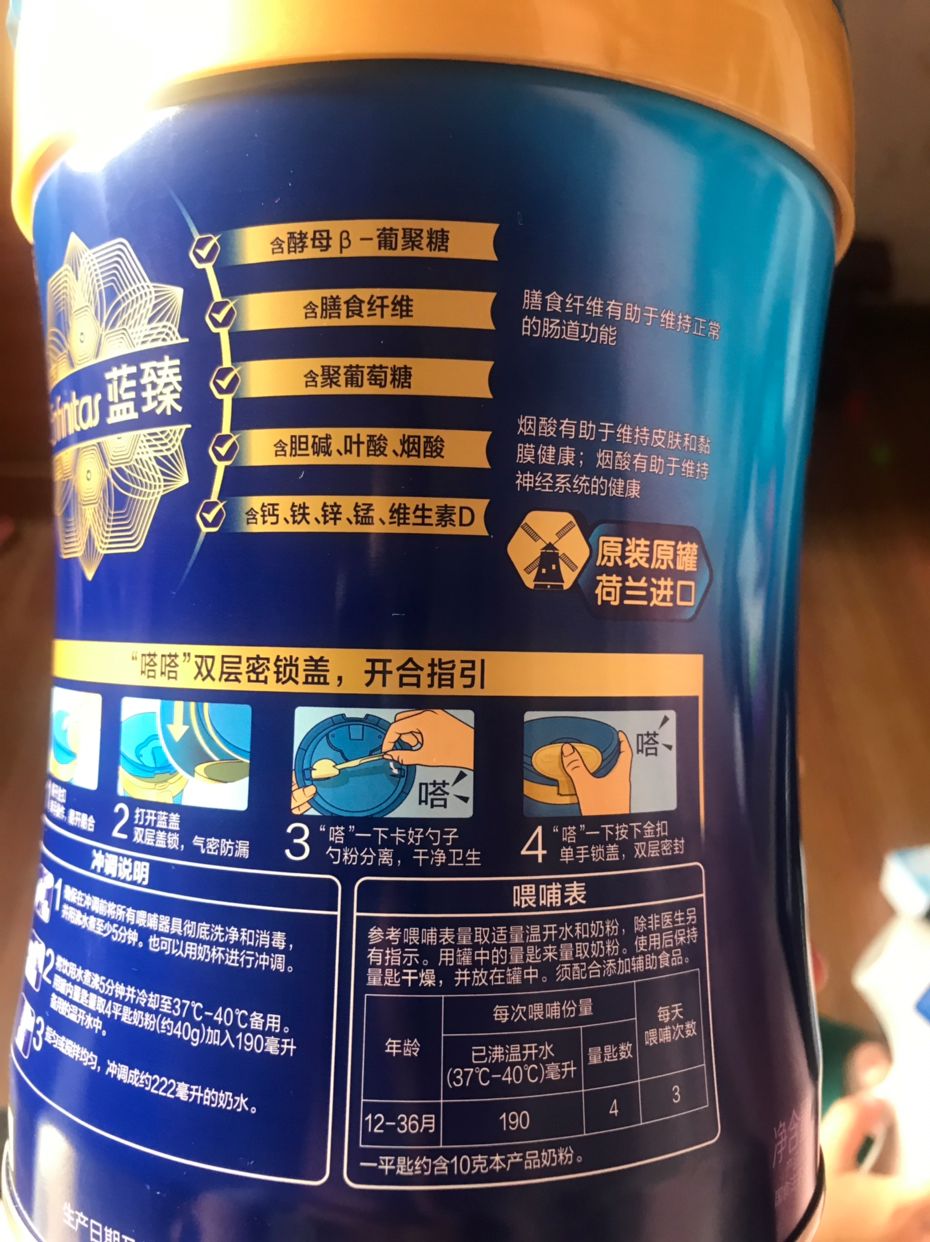 含酵母β-葡聚糖
含膳食纤维
膳食纤维有助于维持正常
的肠道功能
含聚葡萄糖
蓝臻
含胆碱、叶酸、烟酸
烟酸有助于维持皮肤和黏
膜健康；烟酸有助于维持
神经系统的健康
含钙、铁、锌、锰、维生素D
原装原罐
荷兰进口
“嗒嗒”双层密锁盖，开合指引
嗒
嗒
2 打开蓝盖
双层盖锁，气密防漏
3 “嗒”一下卡好勺子
勺粉分离，干净卫生
4 “嗒”一下按下金扣
单手锁盖，双层密封
冲调说明
1 确保在冲调前将所有喂哺器具彻底洗净和消毒，
并用沸水煮至少5分钟。也可以用奶杯进行冲调。
2 将饮用水煮沸5分钟并冷却至37℃-40℃备用。
用罐内量匙量取4平匙奶粉(约40g)加入190毫升
备用的温开水中。
3 摇匀或搅拌均匀，冲调成约222毫升的奶水。
喂哺表
参考喂哺表量取适量温开水和奶粉，除非医生另
有指示。用罐中的量匙来量取奶粉。使用后保持
量匙干燥，并放在罐中。须配合添加辅助食品。
年龄
每次喂哺份量
每天
喂哺次数
已沸温开水
(37℃-40℃)毫升
量匙数
12-36月
190
4
3
一平匙约含10克本产品奶粉。
净含
生产日期